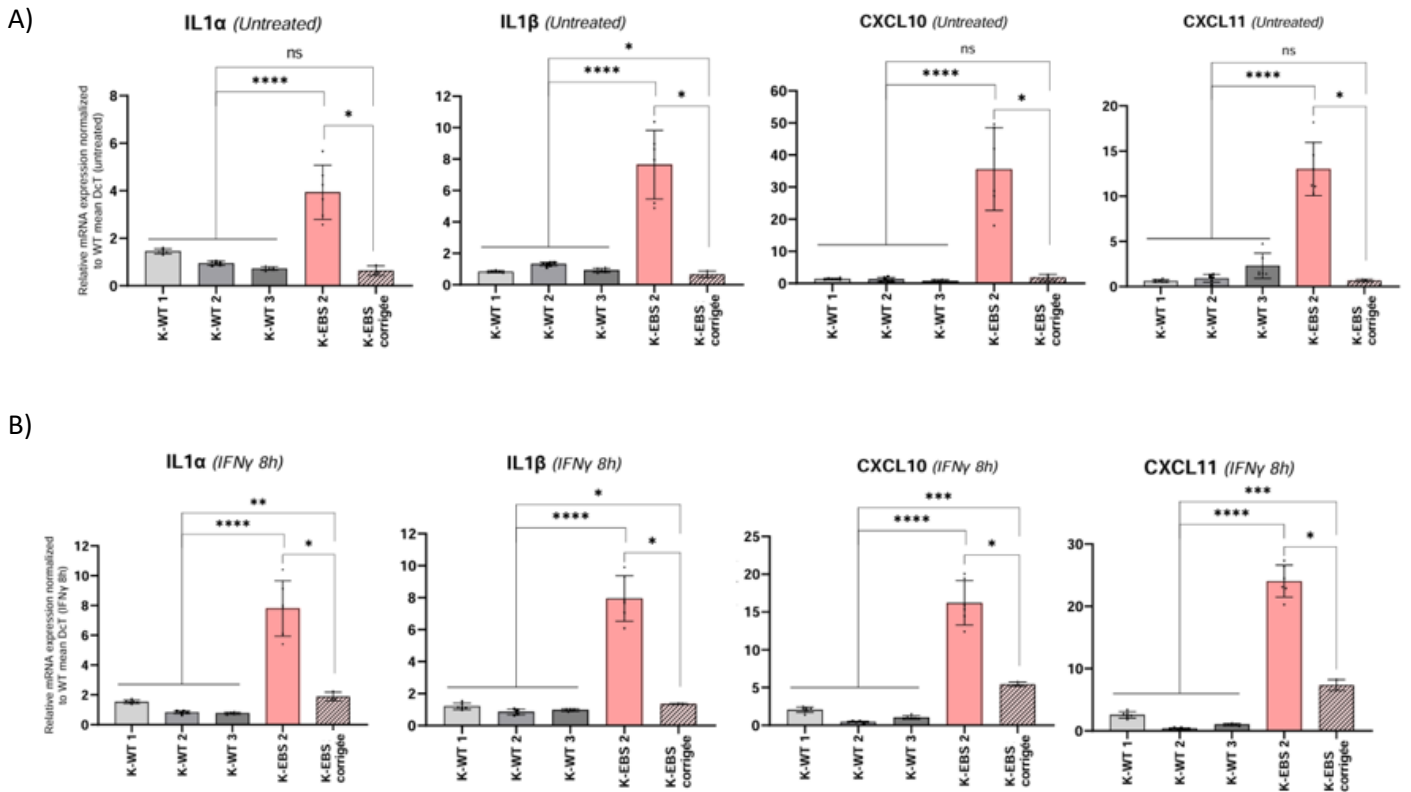 A)
IL1α (Untreated)
ns
****
*
Relative mRNA expression normalized
to WT mean DcT (untreated)
8
6
4
2
0
K-WT 1
K-WT 2
K-WT 3
K-EBS 2
K-EBS
corrigée
IL1β (Untreated)
*
****
*
12
10
8
6
4
2
0
K-WT 1
K-WT 2
K-WT 3
K-EBS 2
K-EBS
corrigée
CXCL10 (Untreated)
ns
****
*
60
50
40
30
20
10
0
K-WT 1
K-WT 2
K-WT 3
K-EBS 2
K-EBS
corrigée
CXCL11 (Untreated)
ns
****
*
20
15
10
5
0
K-WT 1
K-WT 2
K-WT 3
K-EBS 2
K-EBS
corrigée
B)
IL1α (IFNγ 8h)
**
****
*
Relative mRNA expression normalized
to WT mean DcT (IFNγ 8h)
12
10
8
6
4
2
0
K-WT 1
K-WT 2
K-WT 3
K-EBS 2
K-EBS
corrigée
IL1β (IFNγ 8h)
*
****
*
12
10
8
6
4
2
0
K-WT 1
K-WT 2
K-WT 3
K-EBS 2
K-EBS
corrigée
CXCL10 (IFNγ 8h)
***
****
*
25
20
15
10
5
0
K-WT 1
K-WT 2
K-WT 3
K-EBS 2
K-EBS
corrigée
CXCL11 (IFNγ 8h)
***
****
*
30
20
10
0
K-WT 1
K-WT 2
K-WT 3
K-EBS 2
K-EBS
corrigée